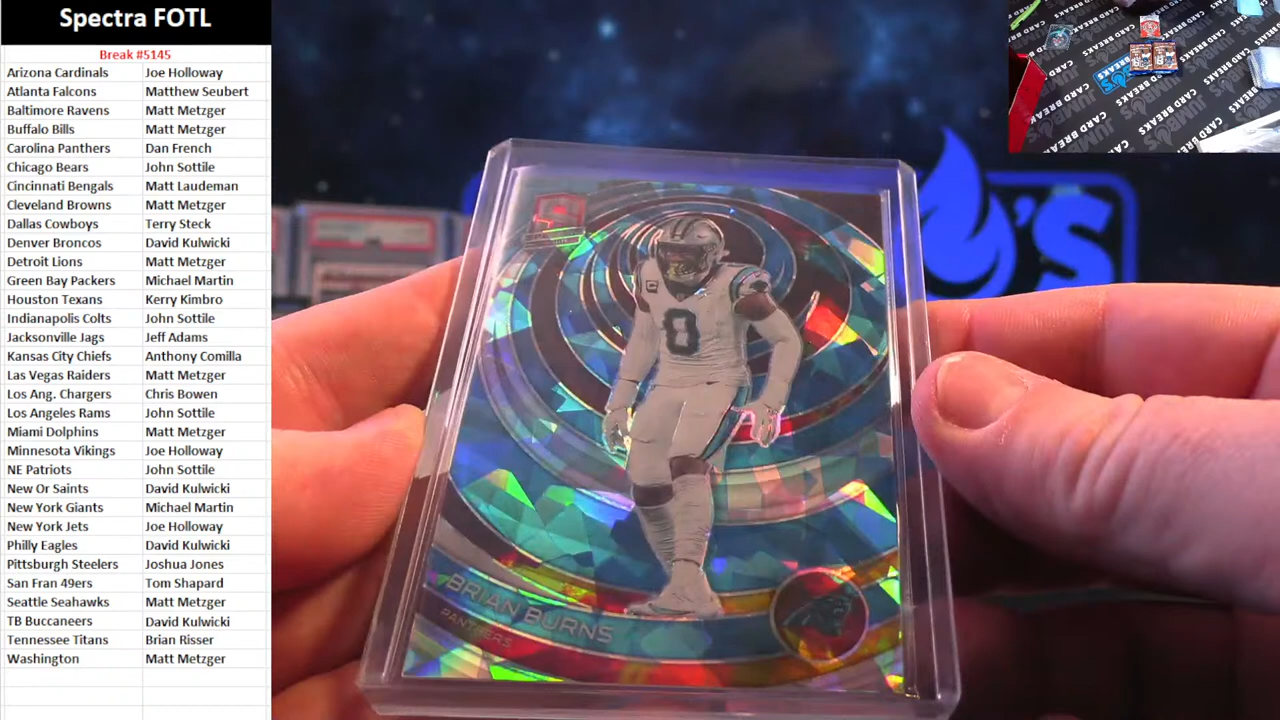 Spectra FOTL
Break #5145
Arizona Cardinals Joe Holloway
Atlanta Falcons Matthew Seubert
Baltimore Ravens Matt Metzger
Buffalo Bills Matt Metzger
Carolina Panthers Dan French
Chicago Bears John Sottile
Cincinnati Bengals Matt Laudeman
Cleveland Browns Matt Metzger
Dallas Cowboys Terry Steck
Denver Broncos David Kulwicki
Detroit Lions Matt Metzger
Green Bay Packers Michael Martin
Houston Texans Kerry Kimbro
Indianapolis Colts John Sottile
Jacksonville Jags Jeff Adams
Kansas City Chiefs Anthony Comilla
Las Vegas Raiders Matt Metzger
Los Ang. Chargers Chris Bowen
Los Angeles Rams John Sottile
Miami Dolphins Matt Metzger
Minnesota Vikings Joe Holloway
NE Patriots John Sottile
New Or Saints David Kulwicki
New York Giants Michael Martin
New York Jets Joe Holloway
Philly Eagles David Kulwicki
Pittsburgh Steelers Joshua Jones
San Fran 49ers Tom Shapard
Seattle Seahawks Matt Metzger
TB Buccaneers David Kulwicki
Tennessee Titans Brian Risser
Washington Matt Metzger
'S
8
BRIAN BURNS
PANTHERS
CARD BREAKS
JUMBO'S